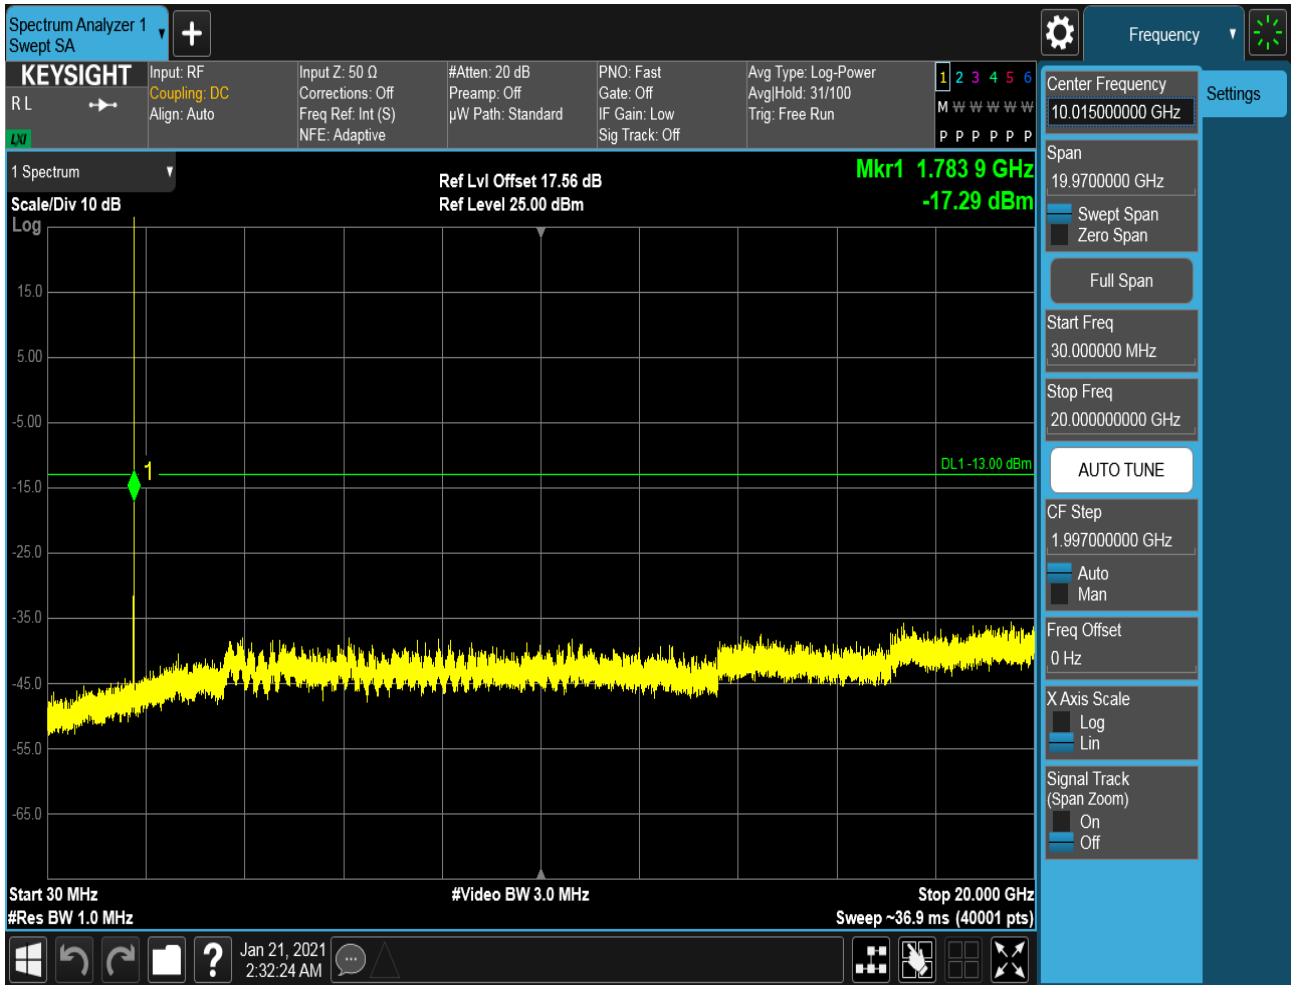 Spectrum Analyzer 1
Swept SA
Frequency
KEYSIGHT
R L
LXI
Input: RF
Coupling: DC
Align: Auto
Input Z: 50 Ω
Corrections: Off
Freq Ref: Int (S)
NFE: Adaptive
#Atten: 20 dB
Preamp: Off
µW Path: Standard
PNO: Fast
Gate: Off
IF Gain: Low
Sig Track: Off
Avg Type: Log-Power
Avg|Hold: 31/100
Trig: Free Run
1 2 3 4 5 6
M W W W W W
P P P P P P
1 Spectrum
Scale/Div 10 dB
Log
Ref Lvl Offset 17.56 dB
Ref Level 25.00 dBm
Mkr1 1.783 9 GHz
-17.29 dBm
15.0
5.00
-5.00
-15.0
-25.0
-35.0
-45.0
-55.0
-65.0
1
DL1 -13.00 dBm
Start 30 MHz
#Res BW 1.0 MHz
#Video BW 3.0 MHz
Stop 20.000 GHz
Sweep ~36.9 ms (40001 pts)
Center Frequency
10.015000000 GHz
Settings
Span
19.9700000 GHz
Swept Span
Zero Span
Full Span
Start Freq
30.000000 MHz
Stop Freq
20.000000000 GHz
AUTO TUNE
CF Step
1.997000000 GHz
Auto
Man
Freq Offset
0 Hz
X Axis Scale
Log
Lin
Signal Track
(Span Zoom)
On
Off
?
Jan 21, 2021
2:32:24 AM